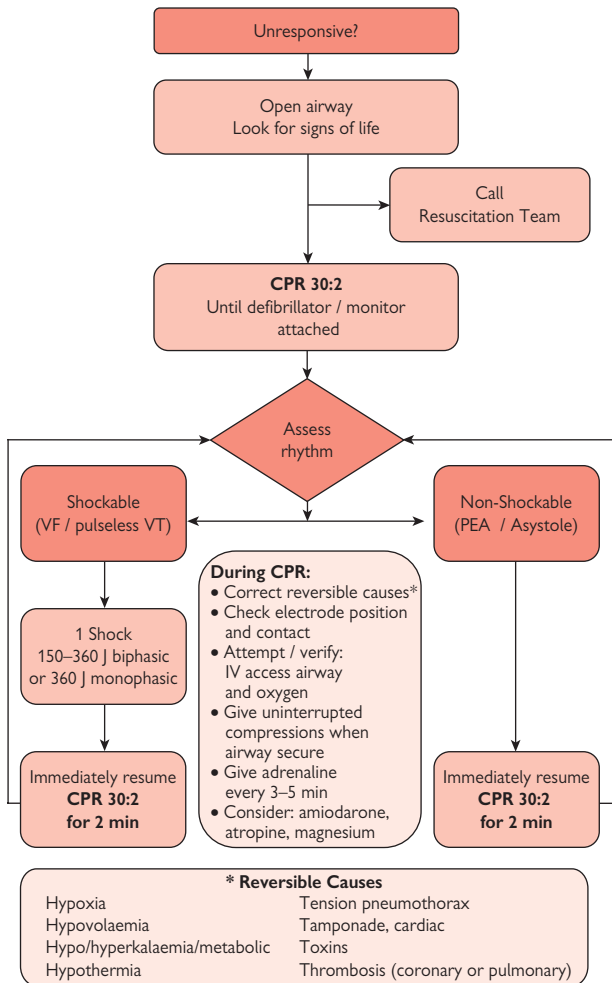 Unresponsive?
Open airway
Look for signs of life
Call
Resuscitation Team
CPR 30:2
Until defibrillator / monitor
attached
Assess
rhythm
Shockable
(VF / pulseless VT)
Non-Shockable
(PEA / Asystole)
1 Shock
150–360 J biphasic
or 360 J monophasic
Immediately resume
CPR 30:2
for 2 min
During CPR:
• Correct reversible causes*
• Check electrode position
and contact
• Attempt / verify:
IV access airway
and oxygen
• Give uninterrupted
compressions when
airway secure
• Give adrenaline
every 3–5 min
• Consider: amiodarone,
atropine, magnesium
Immediately resume
CPR 30:2
for 2 min
* Reversible Causes
Hypoxia
Hypovolaemia
Hypo/hyperkalaemia/metabolic
Hypothermia
Tension pneumothorax
Tamponade, cardiac
Toxins
Thrombosis (coronary or pulmonary)